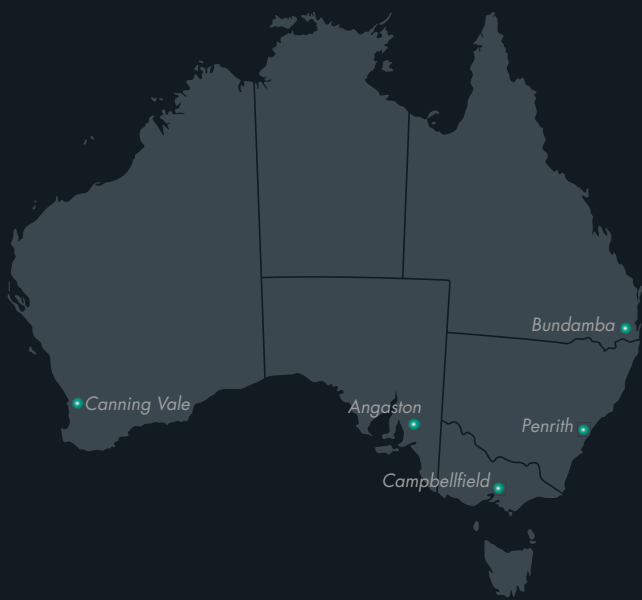 Bundamba
Canning Vale
Angaston
Penrith
Campbellfield